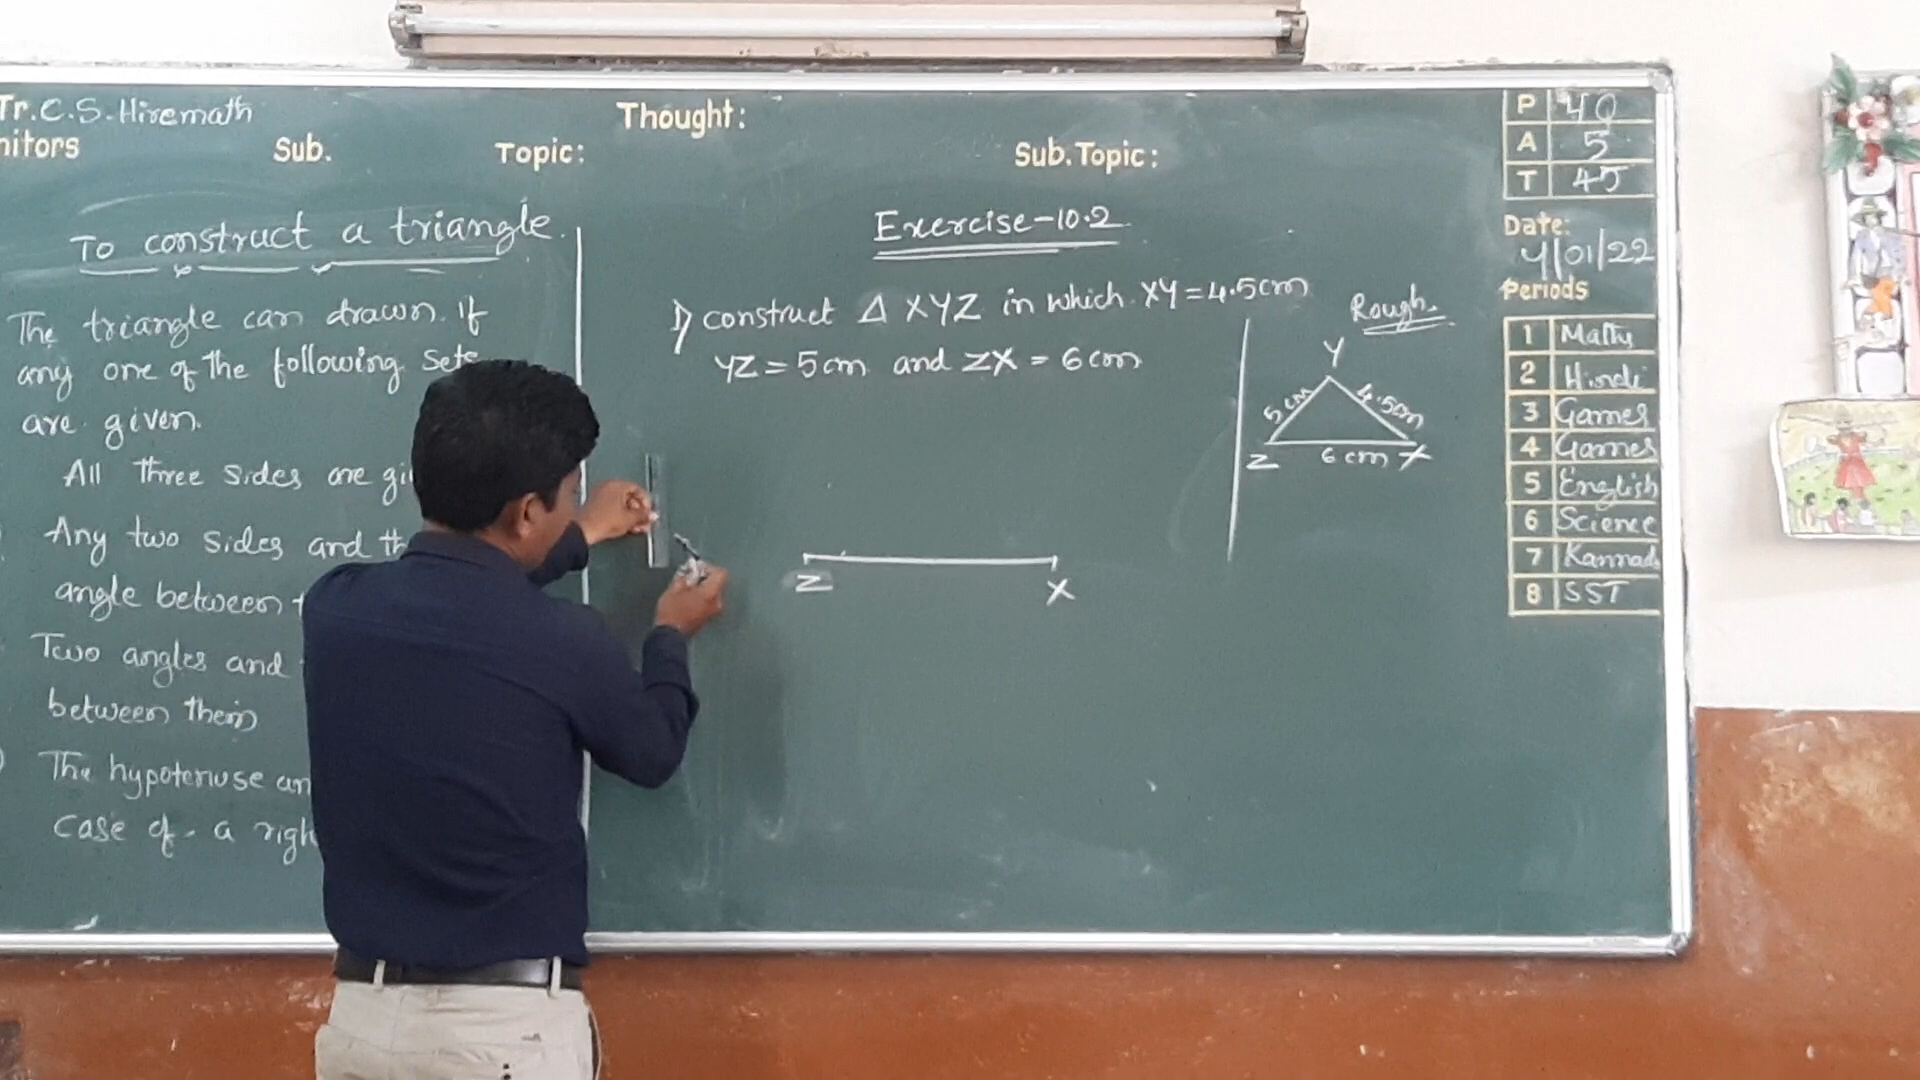 Tr.C.S.Hiremath
nitors
Sub.
Topic:
Thought:
Sub.Topic:
P 40
A 5
T 45
Date:
4/01/22
Periods
1 Maths
2 Hindi
3 Games
4 Games
5 English
6 Science
7 Kannad
8 SST
To construct a triangle.
The triangle can drawn. If
any one of the following sets
are given.
All three sides are gi
Any two sides and th
angle between t
Two angles and
between them
The hypotenuse an
case of a righ
Exercise-10.2
1) construct Δ XYZ in which XY = 4.5cm
YZ = 5cm and ZX = 6cm
Rough.
Y
5cm 4.5cm
Z 6cm X
Z X